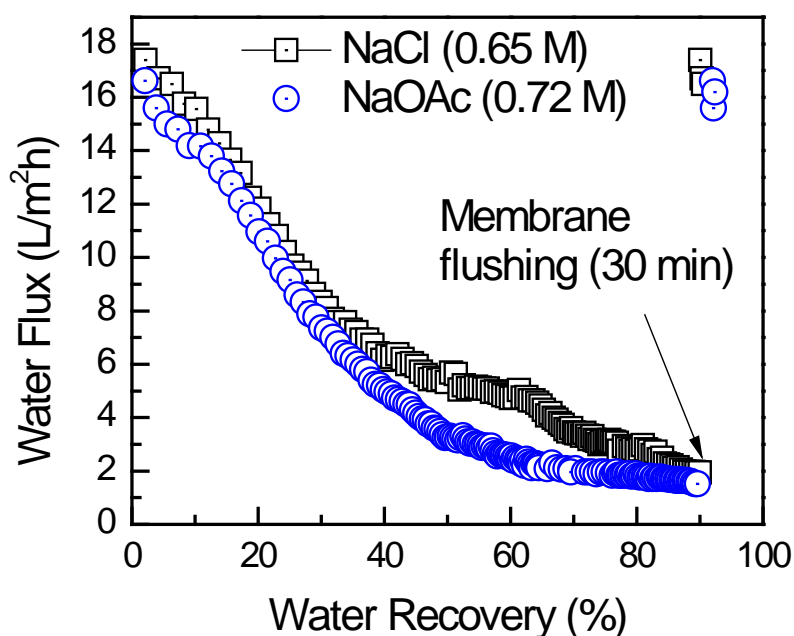 NaCl (0.65 M)
NaOAc (0.72 M)
Membrane
flushing (30 min)
Water Flux (L/m²h)
18
16
14
12
10
8
6
4
2
0
0 20 40 60 80 100
Water Recovery (%)